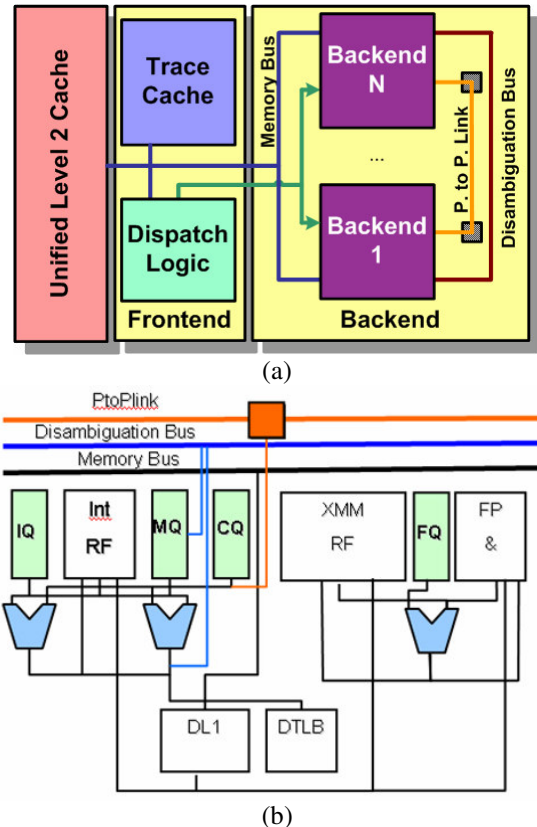 Unified Level 2 Cache
Trace
Cache
Dispatch
Logic
Frontend
Memory Bus
Backend
N
...
Backend
1
P. to P. Link
Disambiguation Bus
Backend
(a)
PtoPlink
Disambiguation Bus
Memory Bus
IQ
Int
RF
MQ
CQ
XMM
RF
FQ
FP
&
DL1
DTLB
(b)